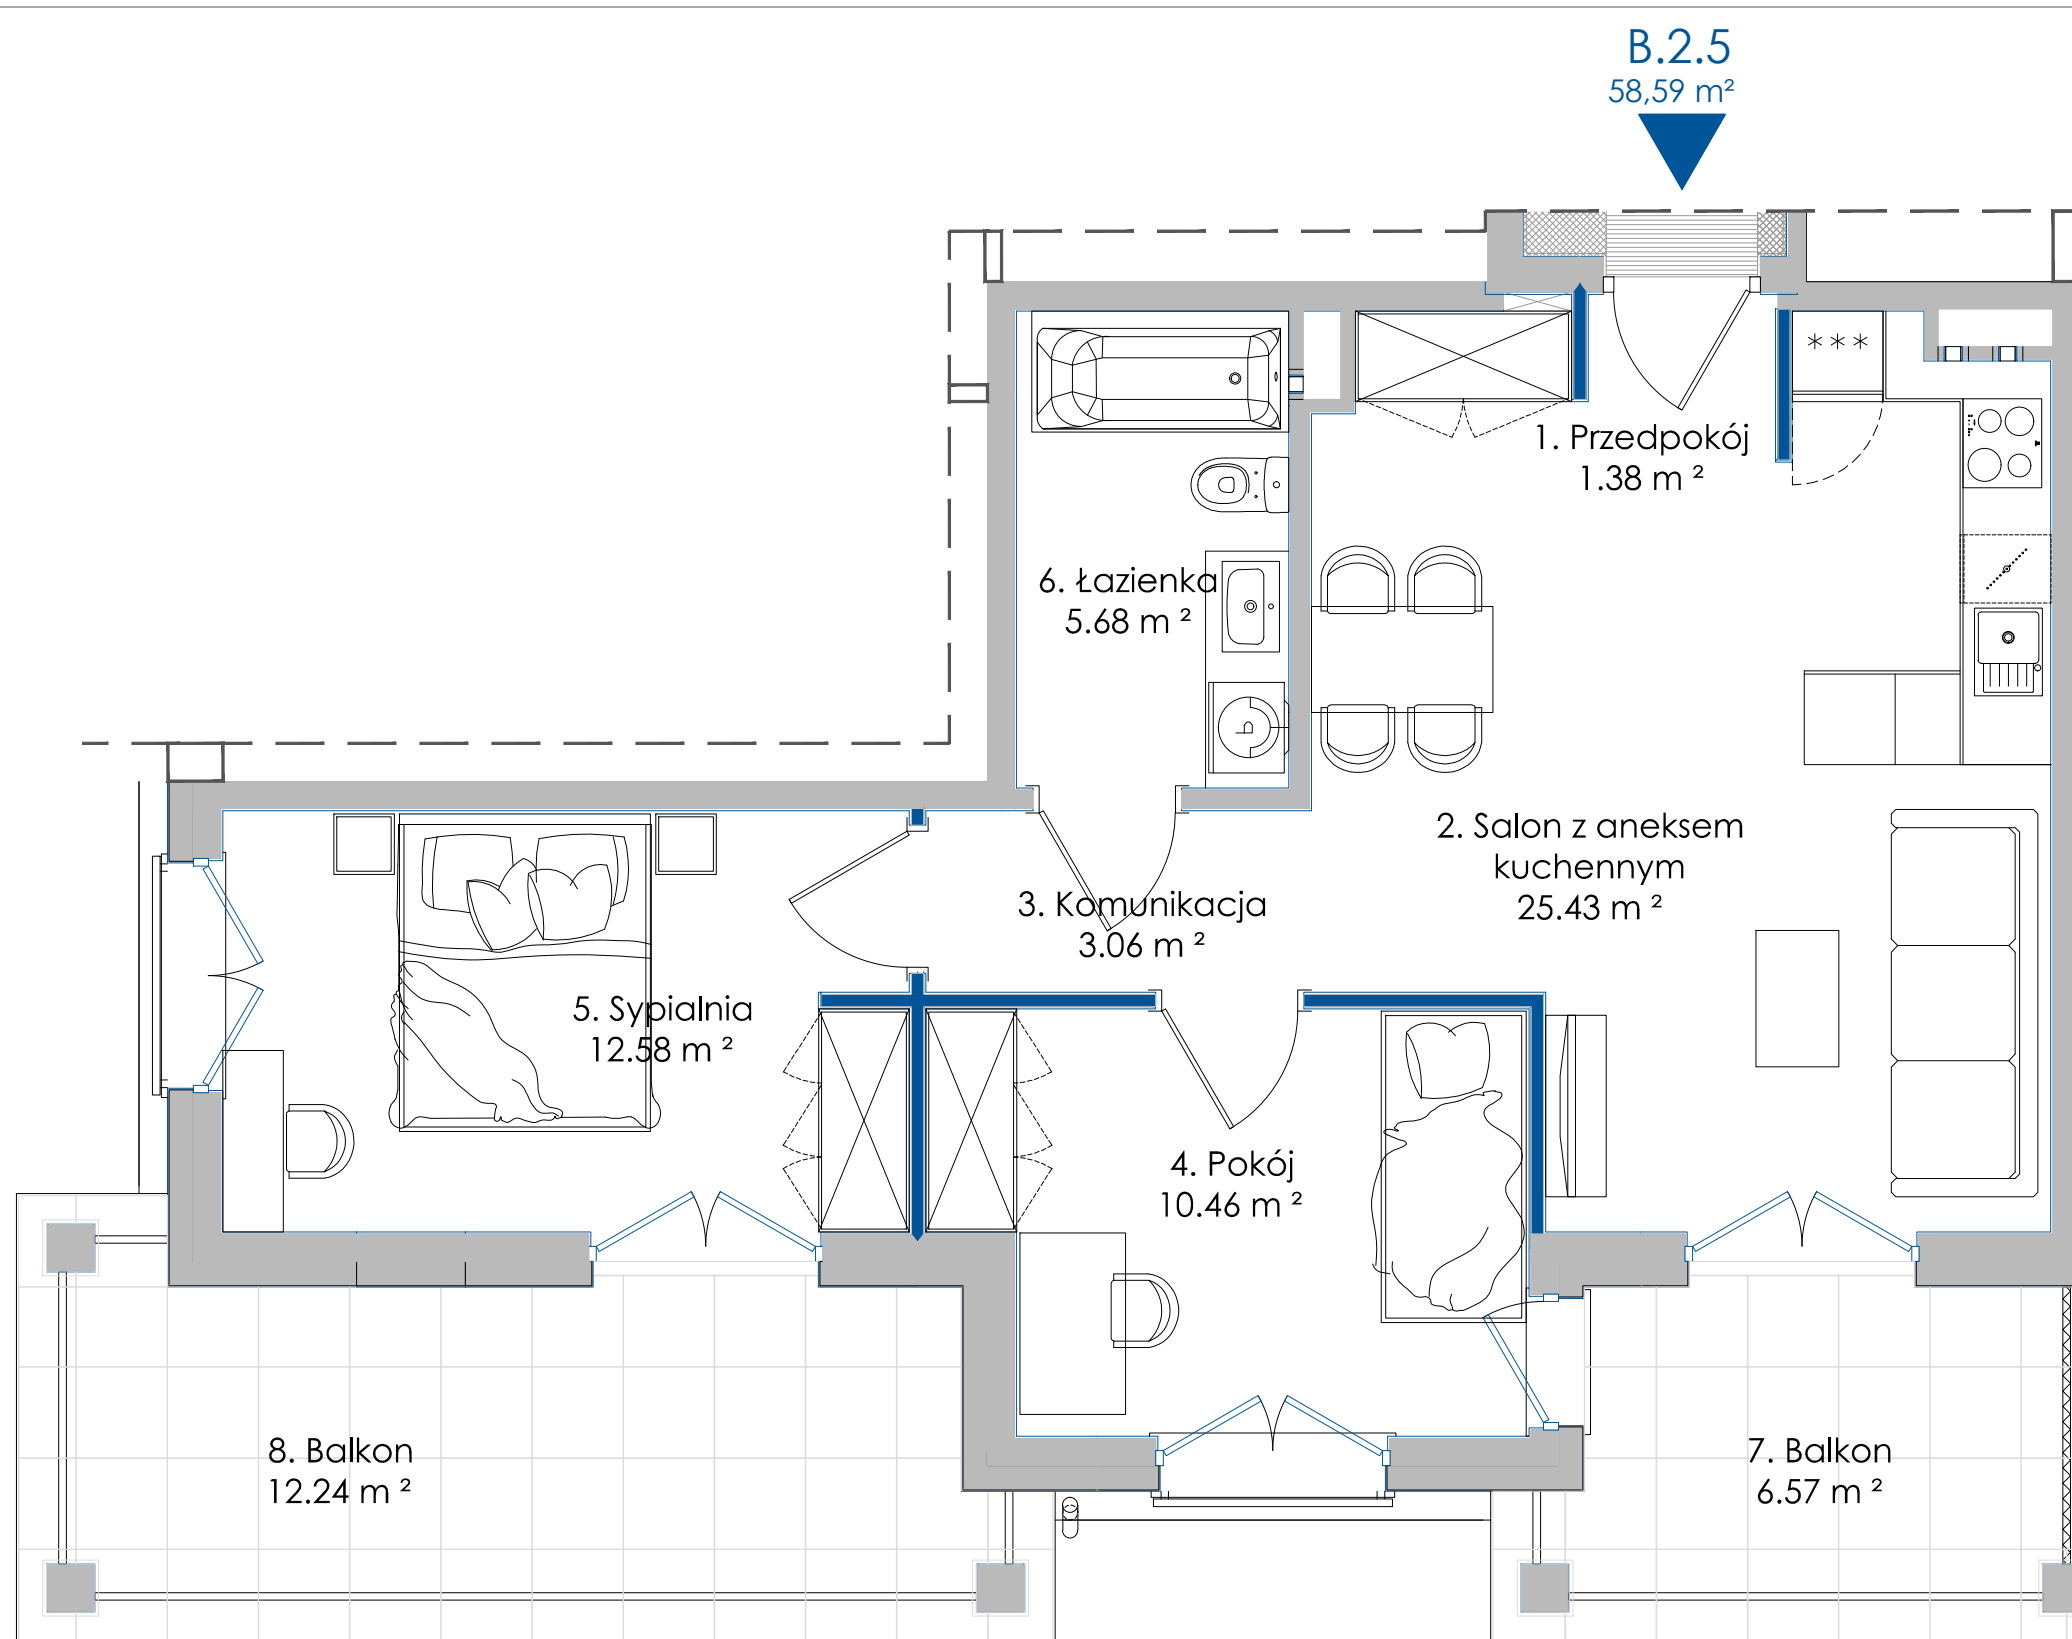 B.2.5
58,59 m²
***
1. Przedpokój
1.38 m ²
6. Łazienka
5.68 m ²
2. Salon z aneksem
kuchennym
25.43 m ²
3. Komunikacja
3.06 m ²
5. Sypialnia
12.58 m ²
4. Pokój
10.46 m ²
8. Balkon
12.24 m ²
7. Balkon
6.57 m ²